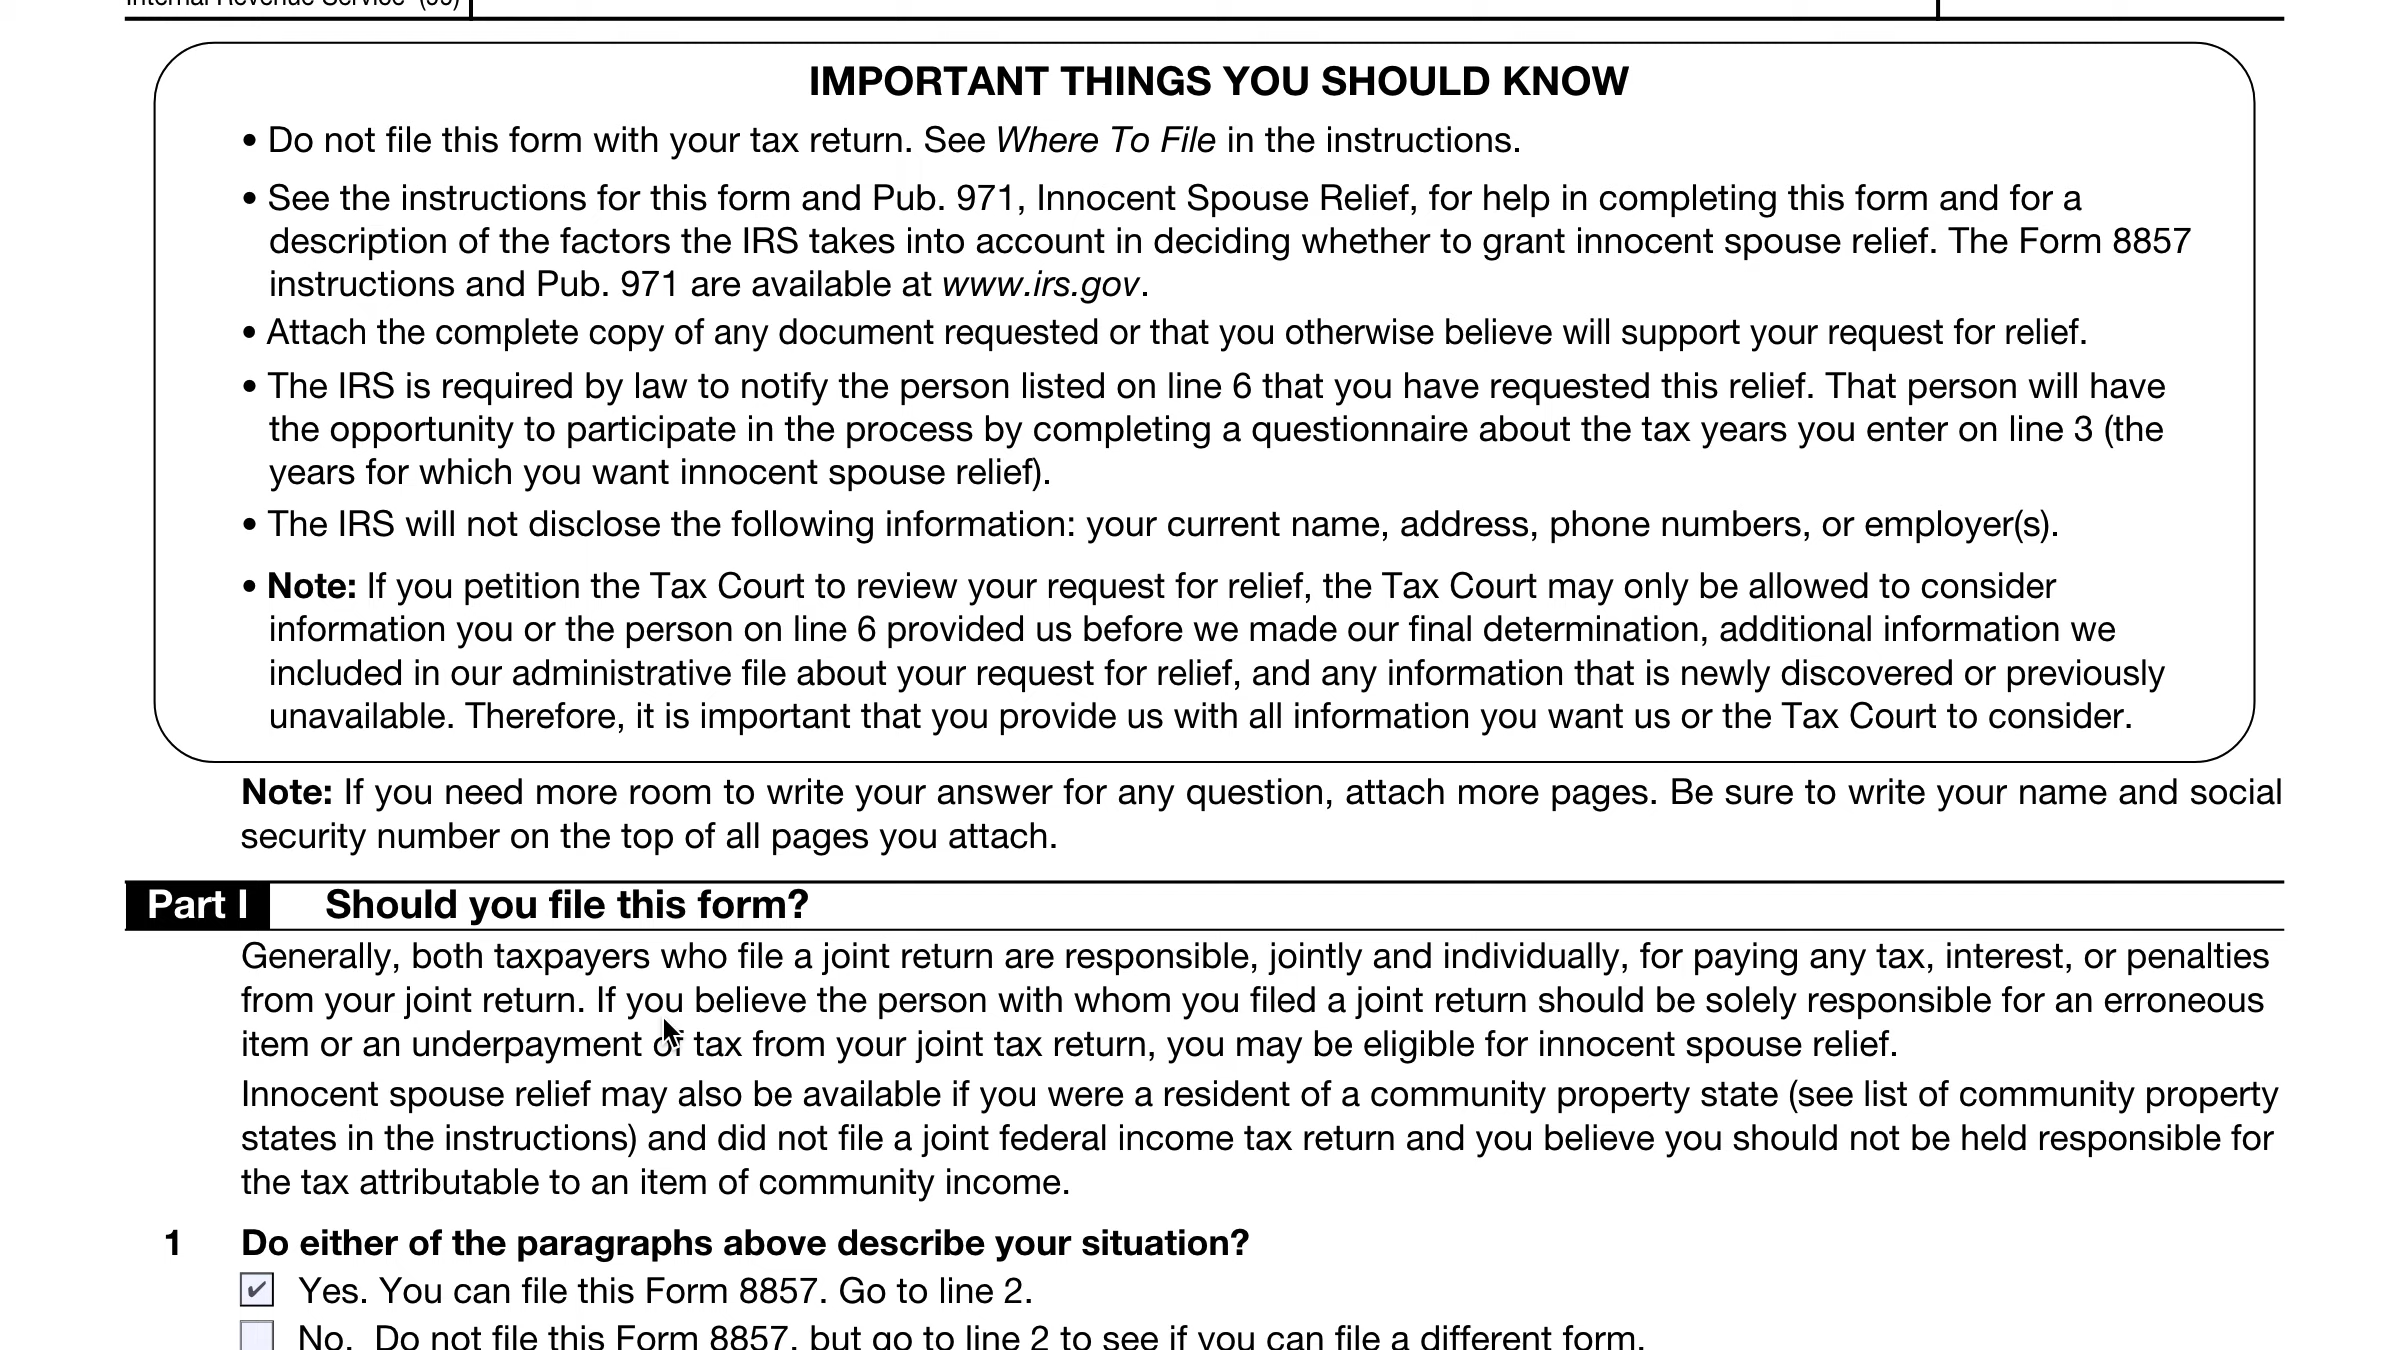 Internal Revenue Service (99)
IMPORTANT THINGS YOU SHOULD KNOW
• Do not file this form with your tax return. See Where To File in the instructions.
• See the instructions for this form and Pub. 971, Innocent Spouse Relief, for help in completing this form and for a
description of the factors the IRS takes into account in deciding whether to grant innocent spouse relief. The Form 8857
instructions and Pub. 971 are available at www.irs.gov.
• Attach the complete copy of any document requested or that you otherwise believe will support your request for relief.
• The IRS is required by law to notify the person listed on line 6 that you have requested this relief. That person will have
the opportunity to participate in the process by completing a questionnaire about the tax years you enter on line 3 (the
years for which you want innocent spouse relief).
• The IRS will not disclose the following information: your current name, address, phone numbers, or employer(s).
• Note: If you petition the Tax Court to review your request for relief, the Tax Court may only be allowed to consider
information you or the person on line 6 provided us before we made our final determination, additional information we
included in our administrative file about your request for relief, and any information that is newly discovered or previously
unavailable. Therefore, it is important that you provide us with all information you want us or the Tax Court to consider.
Note: If you need more room to write your answer for any question, attach more pages. Be sure to write your name and social
security number on the top of all pages you attach.
Part I Should you file this form?
Generally, both taxpayers who file a joint return are responsible, jointly and individually, for paying any tax, interest, or penalties
from your joint return. If you believe the person with whom you filed a joint return should be solely responsible for an erroneous
item or an underpayment of tax from your joint tax return, you may be eligible for innocent spouse relief.
Innocent spouse relief may also be available if you were a resident of a community property state (see list of community property
states in the instructions) and did not file a joint federal income tax return and you believe you should not be held responsible for
the tax attributable to an item of community income.
1 Do either of the paragraphs above describe your situation?
✔ Yes. You can file this Form 8857. Go to line 2.
No. Do not file this Form 8857, but go to line 2 to see if you can file a different form.